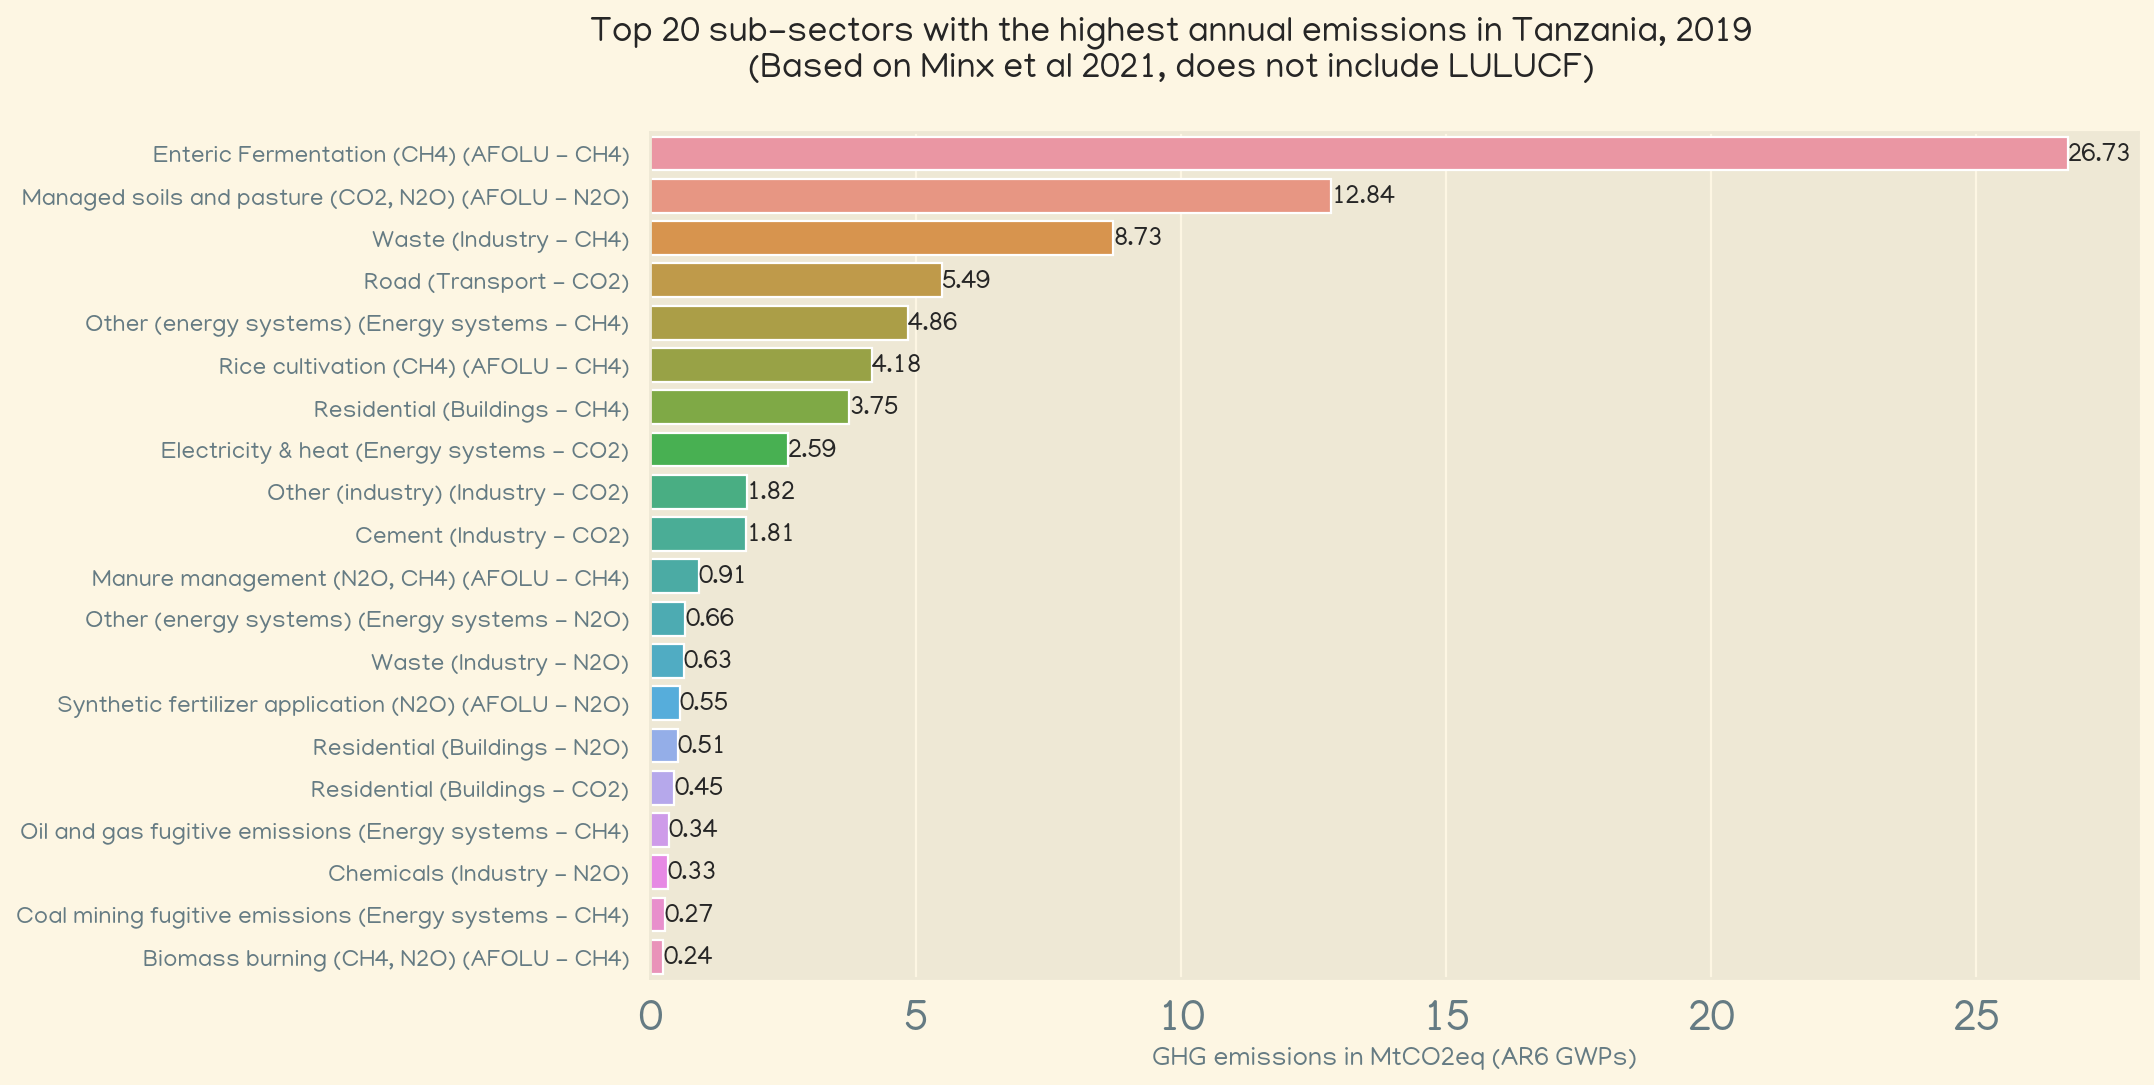 Top 20 sub-sectors with the highest annual emissions in Tanzania, 2019
(Based on Minx et al 2021, does not include LULUCF)
Enteric Fermentation (CH4) (AFOLU - CH4) 26.73
Managed soils and pasture (CO2, N2O) (AFOLU - N2O) 12.84
Waste (Industry - CH4) 8.73
Road (Transport - CO2) 5.49
Other (energy systems) (Energy systems - CH4) 4.86
Rice cultivation (CH4) (AFOLU - CH4) 4.18
Residential (Buildings - CH4) 3.75
Electricity & heat (Energy systems - CO2) 2.59
Other (industry) (Industry - CO2) 1.82
Cement (Industry - CO2) 1.81
Manure management (N2O, CH4) (AFOLU - CH4) 0.91
Other (energy systems) (Energy systems - N2O) 0.66
Waste (Industry - N2O) 0.63
Synthetic fertilizer application (N2O) (AFOLU - N2O) 0.55
Residential (Buildings - N2O) 0.51
Residential (Buildings - CO2) 0.45
Oil and gas fugitive emissions (Energy systems - CH4) 0.34
Chemicals (Industry - N2O) 0.33
Coal mining fugitive emissions (Energy systems - CH4) 0.27
Biomass burning (CH4, N2O) (AFOLU - CH4) 0.24
0 5 10 15 20 25
GHG emissions in MtCO2eq (AR6 GWPs)